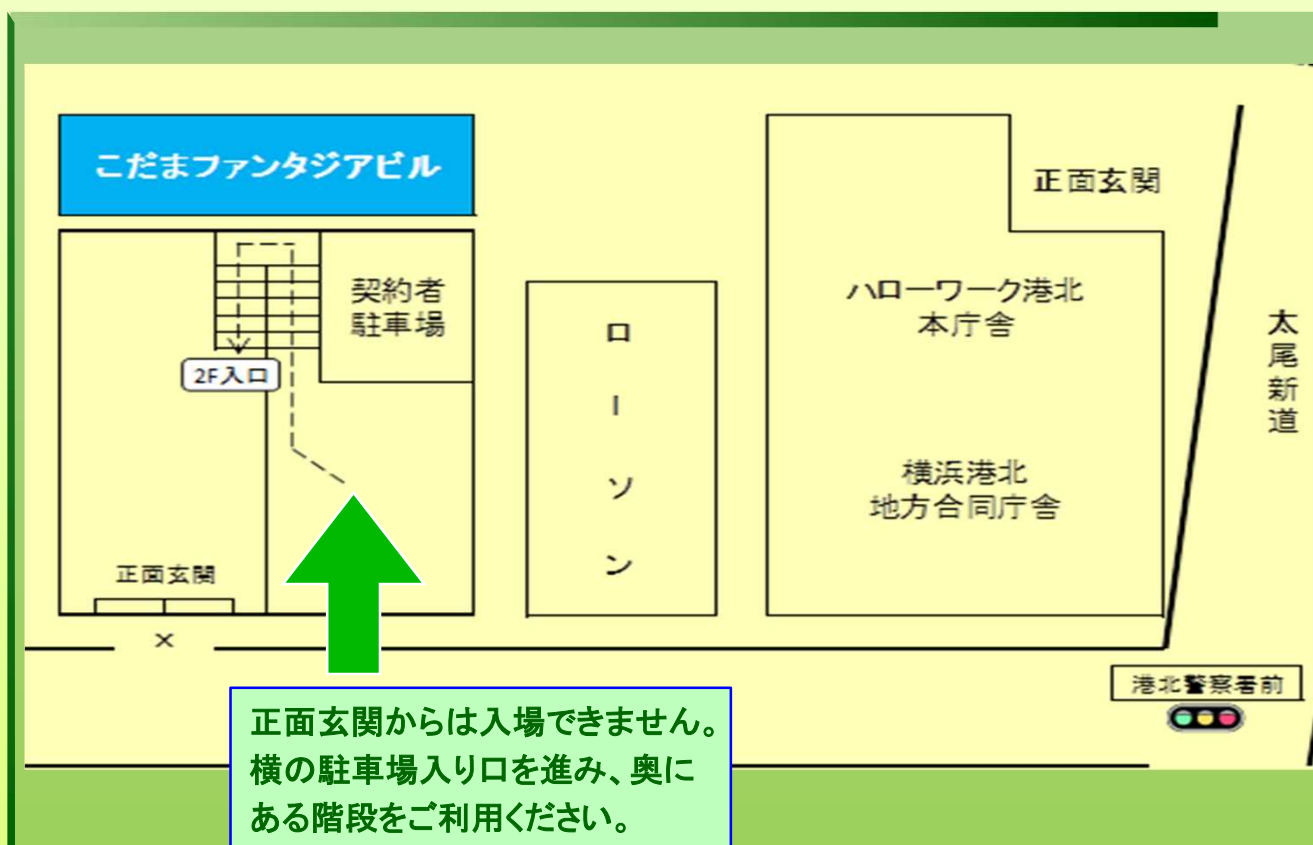 こだまファンタジアビル
正面玄関
契約者
駐車場
ハローワーク港北
本庁舎
ローソン
太尾新道
2F入口
横浜港北
地方合同庁舎
正面玄関
×
港北警察署前
正面玄関からは入場できません。
横の駐車場入り口を進み、奥に
ある階段をご利用ください。